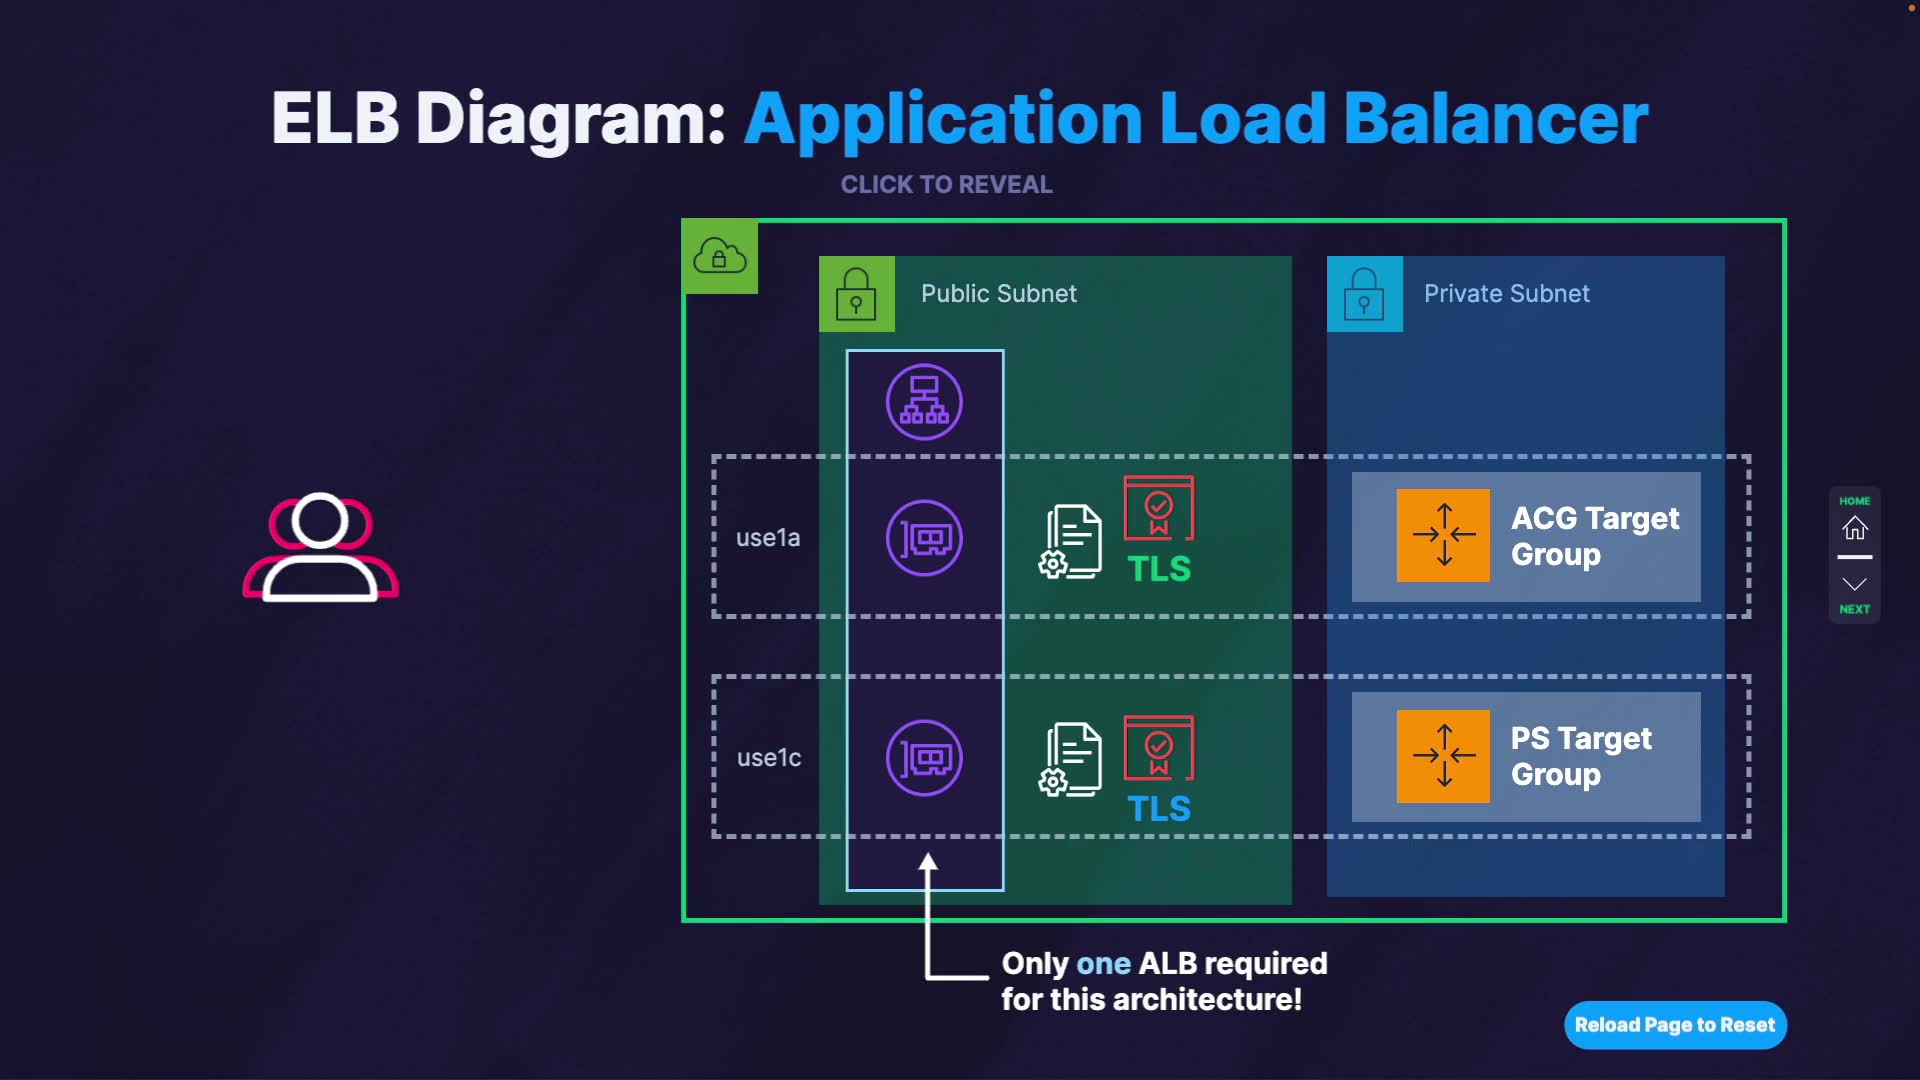 ELB Diagram: Application Load Balancer
CLICK TO REVEAL
Public Subnet
Private Subnet
use1a
TLS
ACG Target
Group
use1c
TLS
PS Target
Group
Only one ALB required
for this architecture!
HOME
NEXT
Reload Page to Reset